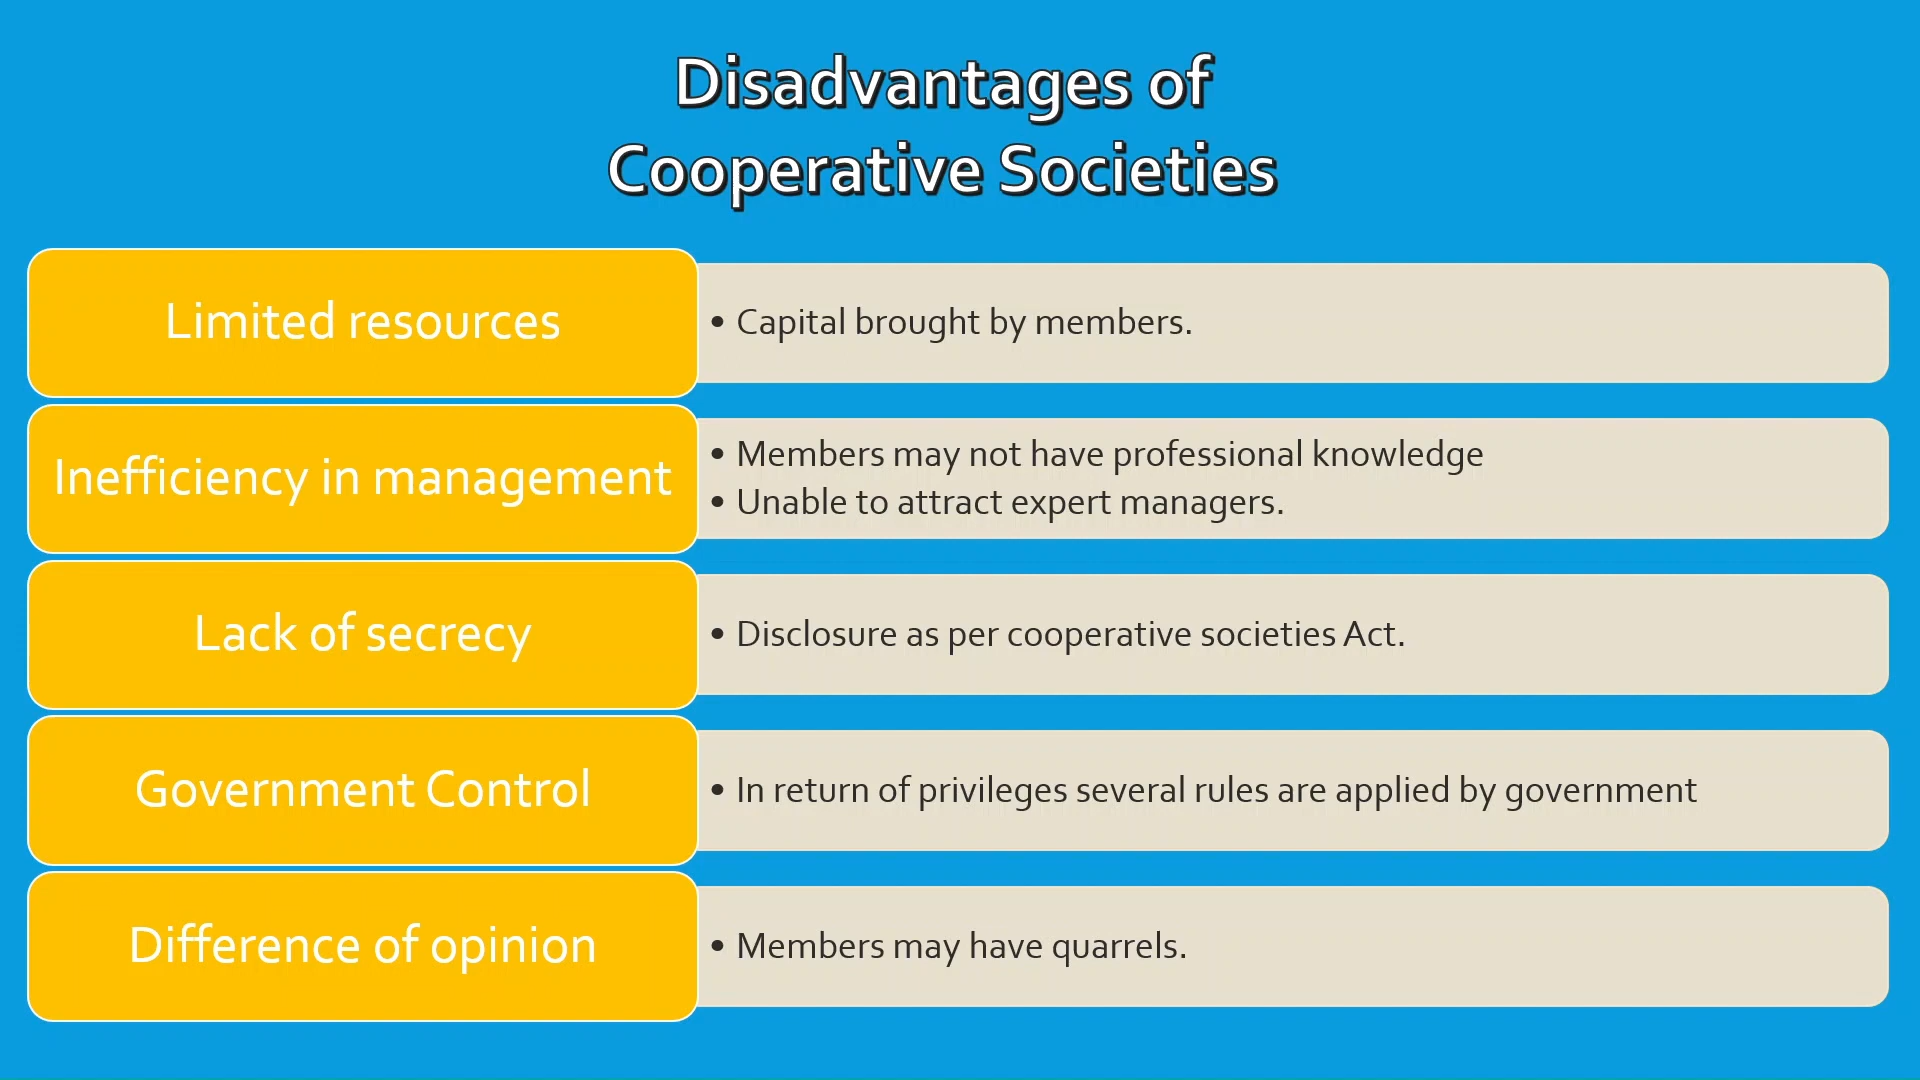 Disadvantages of
Cooperative Societies
Limited resources
• Capital brought by members.
Inefficiency in management
• Members may not have professional knowledge
• Unable to attract expert managers.
Lack of secrecy
• Disclosure as per cooperative societies Act.
Government Control
• In return of privileges several rules are applied by government
Difference of opinion
• Members may have quarrels.